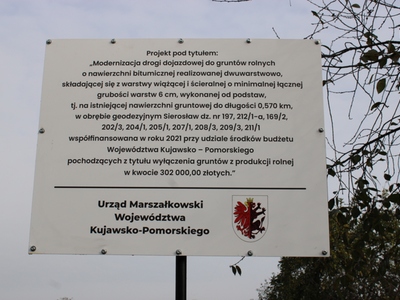 Projekt pod tytułem:
„Modernizacja drogi dojazdowej do gruntów rolnych
o nawierzchni bitumicznej realizowanej dwuwarstwowo,
składającej się z warstwy wiążącej i ścieralnej o minimalnej łącznej
grubości warstw 6 cm, wykonanej od podstaw,
tj. na istniejącej nawierzchni gruntowej do długości 0,570 km,
w obrębie geodezyjnym Sierosław dz. nr 197, 212/1-a, 169/2,
202/3, 204/1, 205/1, 207/1, 208/3, 209/3, 211/1
współfinansowana w roku 2021 przy udziale środków budżetu
Województwa Kujawsko – Pomorskiego
pochodzących z tytułu wyłączenia gruntów z produkcji rolnej
w kwocie 302 000,00 złotych."
Urząd Marszałkowski
Województwa
Kujawsko-Pomorskiego